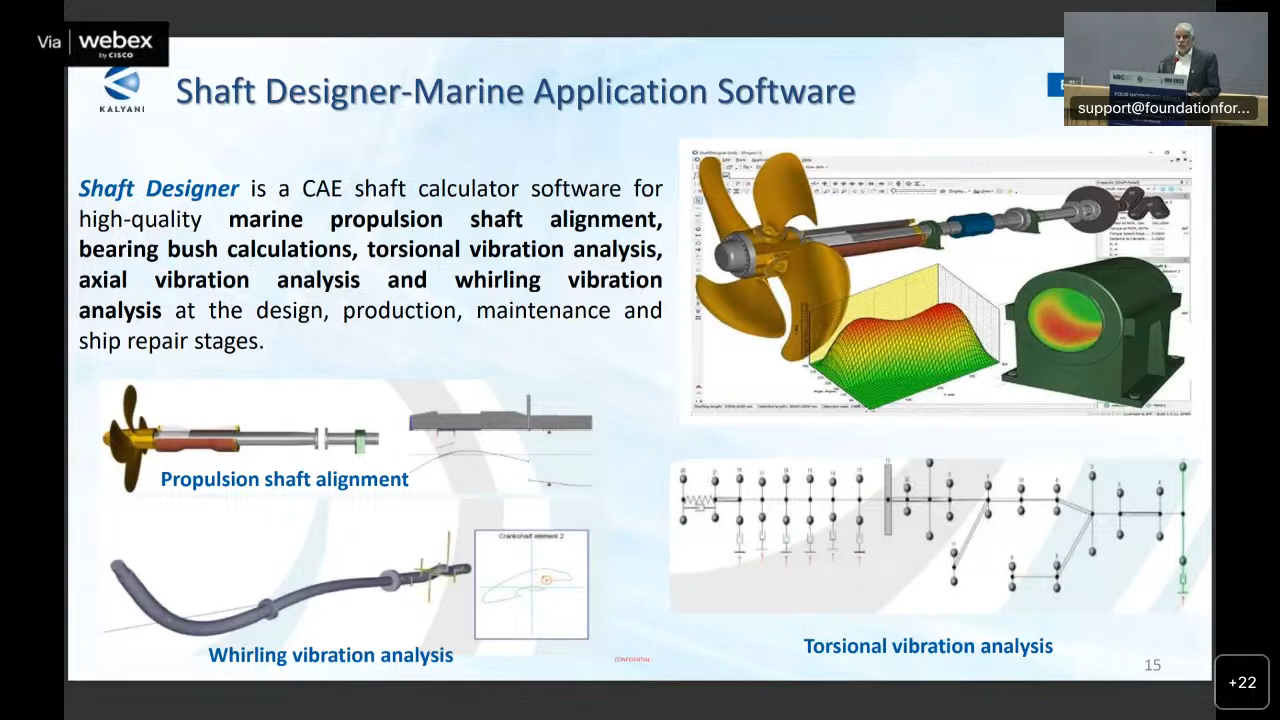 Via webex
by CISCO
KALYANI
Shaft Designer-Marine Application Software
support@foundationfor...
Shaft Designer is a CAE shaft calculator software for
high-quality marine propulsion shaft alignment,
bearing bush calculations, torsional vibration analysis,
axial vibration analysis and whirling vibration
analysis at the design, production, maintenance and
ship repair stages.
Propulsion shaft alignment
Crankshaft element 2
Whirling vibration analysis
Torsional vibration analysis
CONFIDENTIAL
15
+22